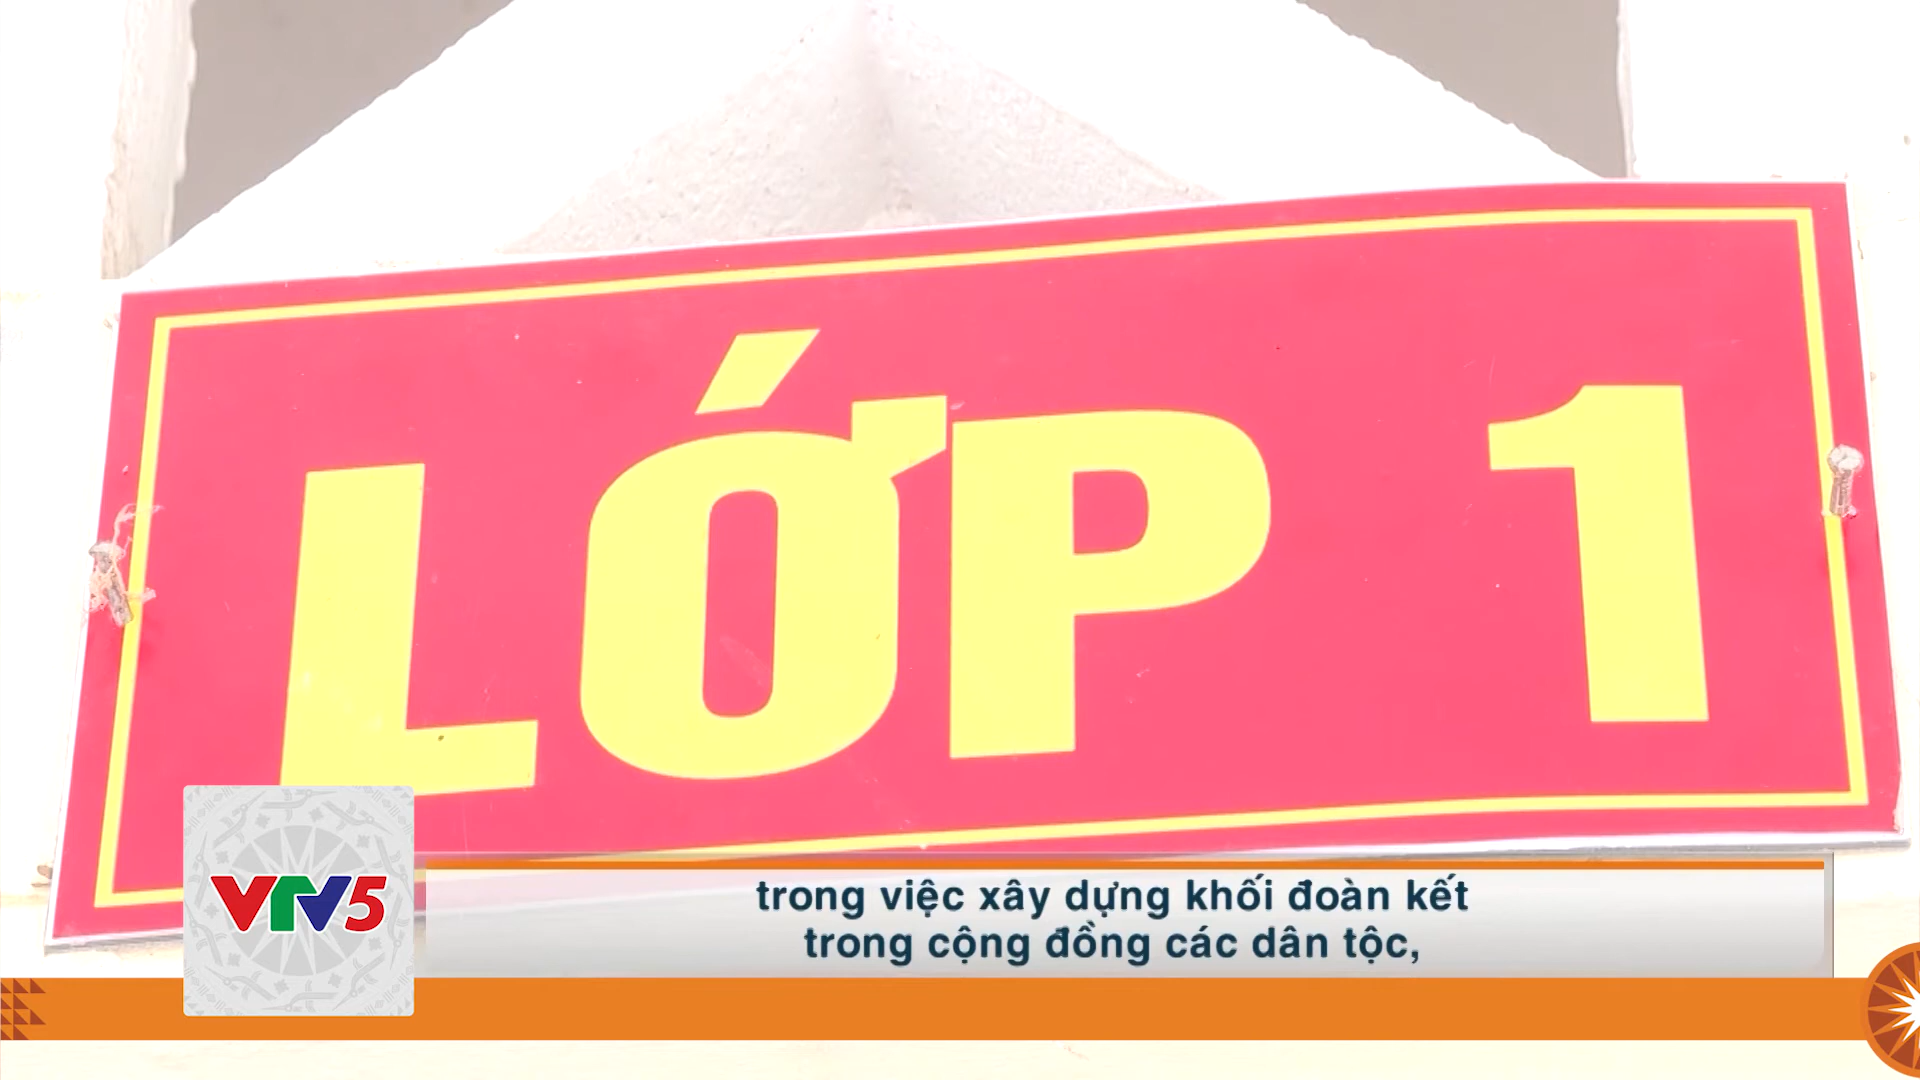 LỚP 1
VTV5
trong việc xây dựng khối đoàn kết
trong cộng đồng các dân tộc,